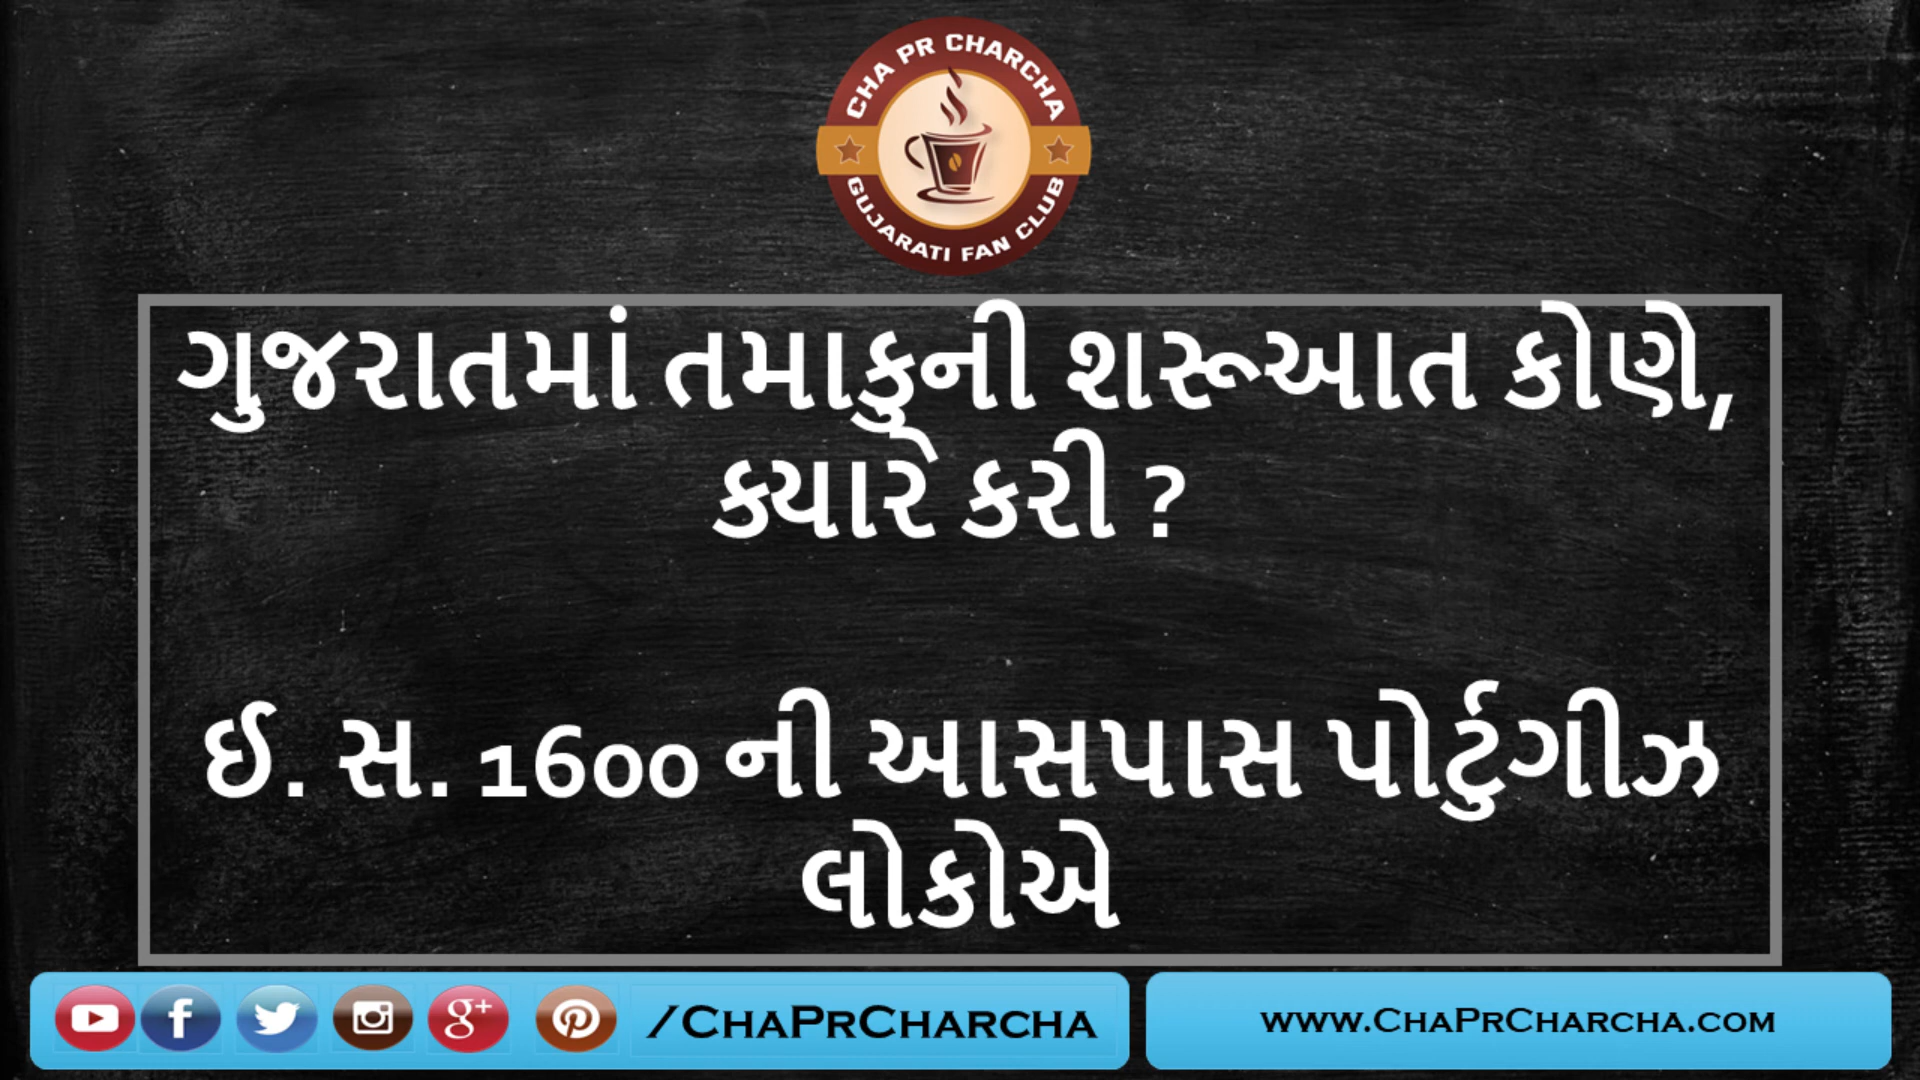 CHA PR CHARCHA
GUJARATI FAN CLUB
ગુજરાતમાં તમાકુની શરૂઆત કોણે,
ક્યારે કરી ?
ઈ. સ. 1600 ની આસપાસ પોર્ટુગીઝ
લોકોએ
/CHAPRCHARCHA
WWW.CHAPRCHARCHA.COM